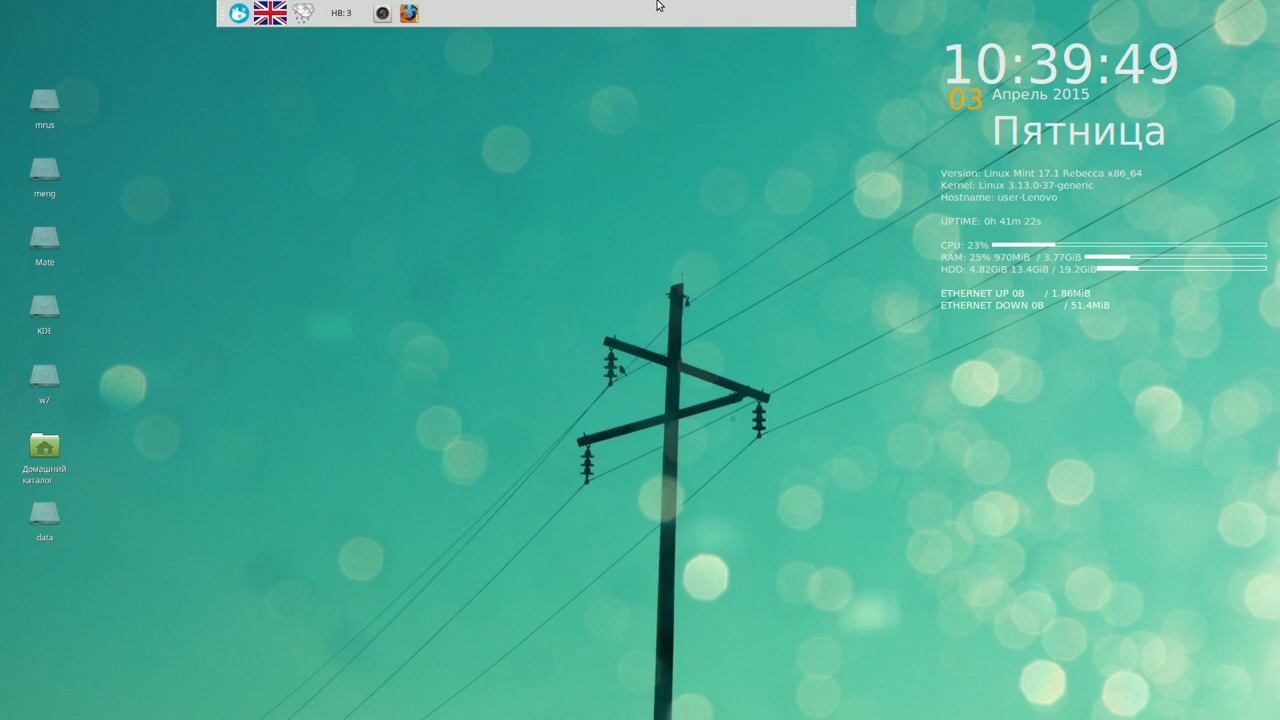 НВ: 3
10:39:49
03 Апрель 2015
Пятница
Version: Linux Mint 17.1 Rebecca x86_64
Kernel: Linux 3.13.0-37-generic
Hostname: user-Lenovo
UPTIME: 0h 41m 22s
CPU: 23%
RAM: 25% 970MiB / 3.77GiB
HDD: 4.82GiB 13.4GiB / 19.2GiB
ETHERNET UP 0B / 1.86MiB
ETHERNET DOWN 0B / 51.4MiB
mrus
meng
Mate
KDE
w7
Домашний
каталог
data